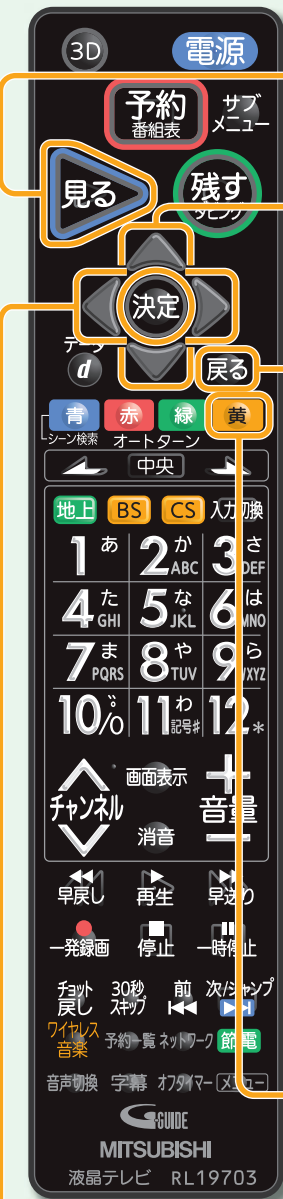 3D 電源
予約 番組表 サブメニュー
見る 残す ダビング
決定
データ d 戻る
青 赤 緑 黄
シーン検索 オートターン
中央
地上 BS CS 入力切換
1 あ 2 か ABC 3 さ DEF
4 た GHI 5 な JKL 6 は MNO
7 ま PQRS 8 や TUV 9 ら WXYZ
10/0 ゛゜ 11 わ 記号# 12 *
チャンネル 画面表示 音量
消音
早戻し 再生 早送り
一発録画 停止 一時停止
チョット戻し 30秒スキップ 前 次/ジャンプ
ワイヤレス音楽 予約一覧 ネットワーク 節電
音声切換 字幕 オフタイマー メニュー
G-GUIDE
MITSUBISHI
液晶テレビ RL19703